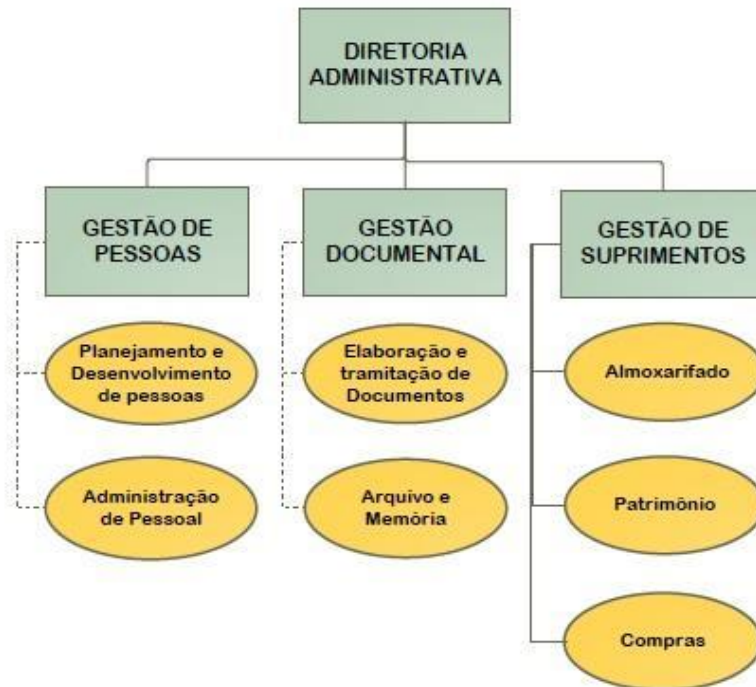 DIRETORIA
ADMINISTRATIVA
GESTÃO DE
PESSOAS
GESTÃO
DOCUMENTAL
GESTÃO DE
SUPRIMENTOS
Planejamento e
Desenvolvimento
de pessoas
Elaboração e
tramitação de
Documentos
Almoxarifado
Administração
de Pessoal
Arquivo e
Memória
Patrimônio
Compras